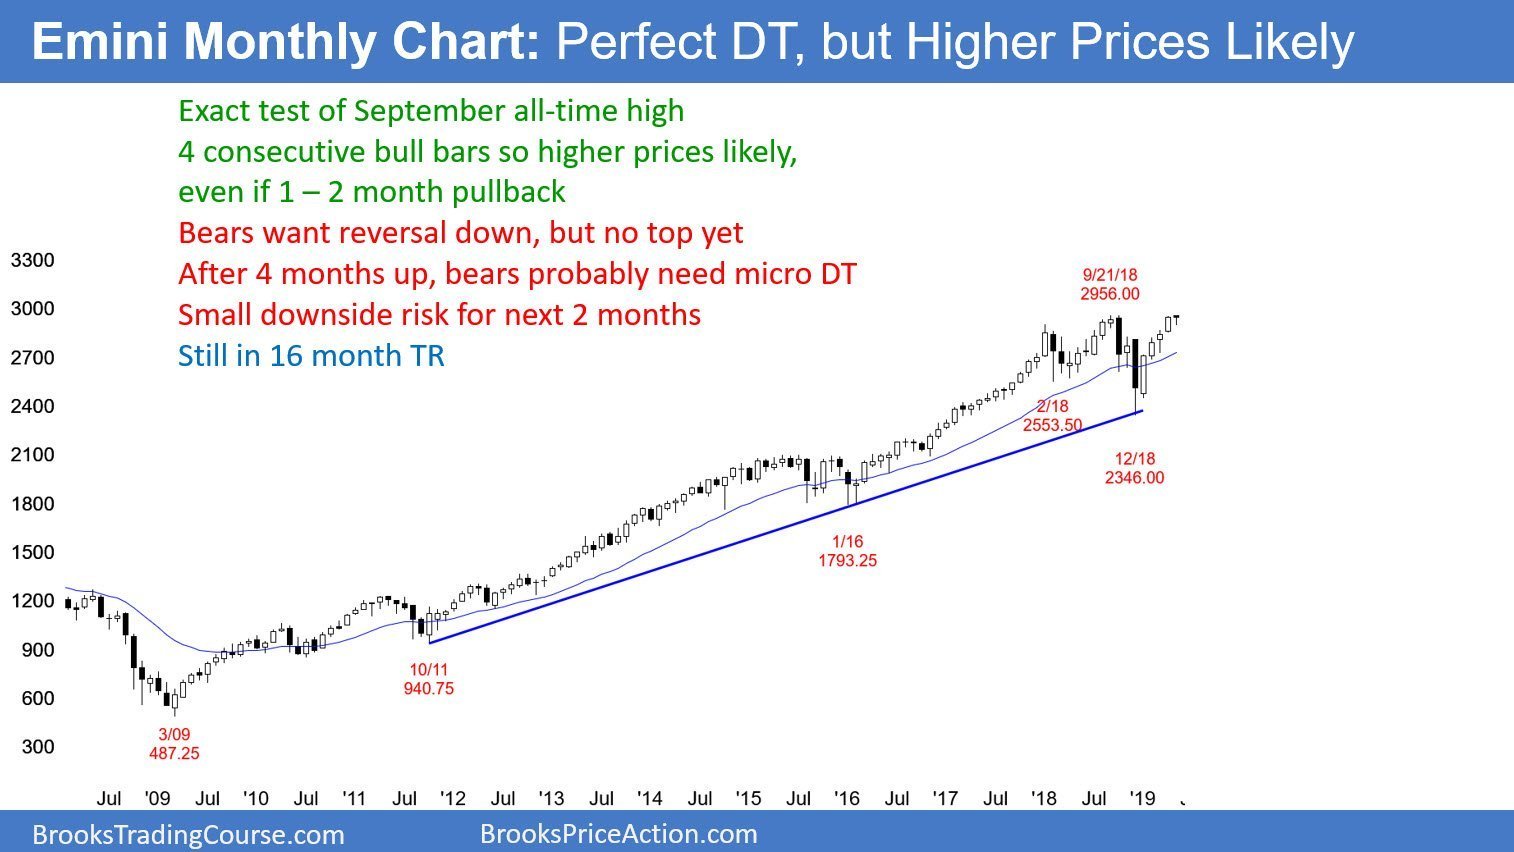 Emini Monthly Chart: Perfect DT, but Higher Prices Likely
Exact test of September all-time high
4 consecutive bull bars so higher prices likely,
even if 1 – 2 month pullback
Bears want reversal down, but no top yet
After 4 months up, bears probably need micro DT
Small downside risk for next 2 months
Still in 16 month TR
3300
3000
2700
2400
2100
1800
1500
1200
900
600
300
9/21/18
2956.00
2/18
2553.50
12/18
2346.00
1/16
1793.25
10/11
940.75
3/09
487.25
Jul '09 Jul '10 Jul '11 Jul '12 Jul '13 Jul '14 Jul '15 Jul '16 Jul '17 Jul '18 Jul '19
BrooksTradingCourse.com BrooksPriceAction.com